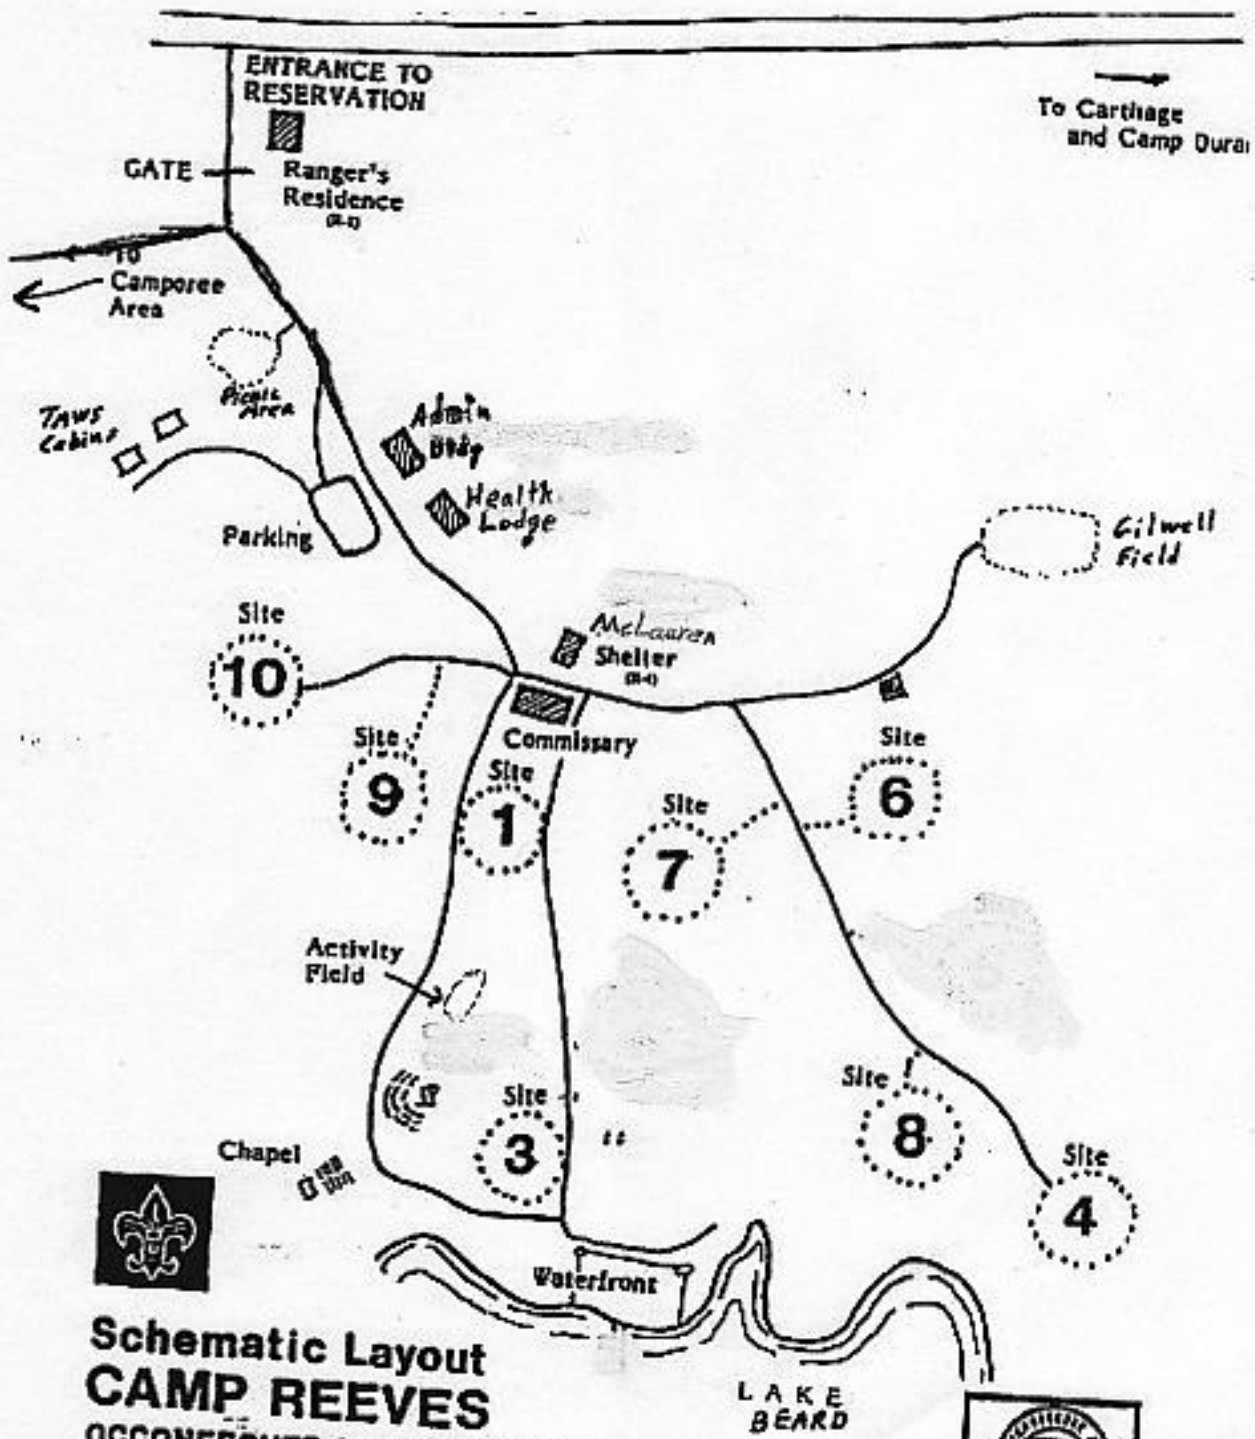 ENTRANCE TO
RESERVATION
To Carthage
and Camp Duran
GATE
Ranger's
Residence
To
Camporee
Area
Picnic
Area
TAWS
Cabins
Admin
Bldg
Health
Lodge
Parking
Gilwell
Field
Site
10
McLauren
Shelter
Commissary
Site
9
Site
1
Site
7
Site
6
Activity
Field
Site
3
Site
8
Site
4
Chapel
Waterfront
Schematic Layout
CAMP REEVES
LAKE
BEARD